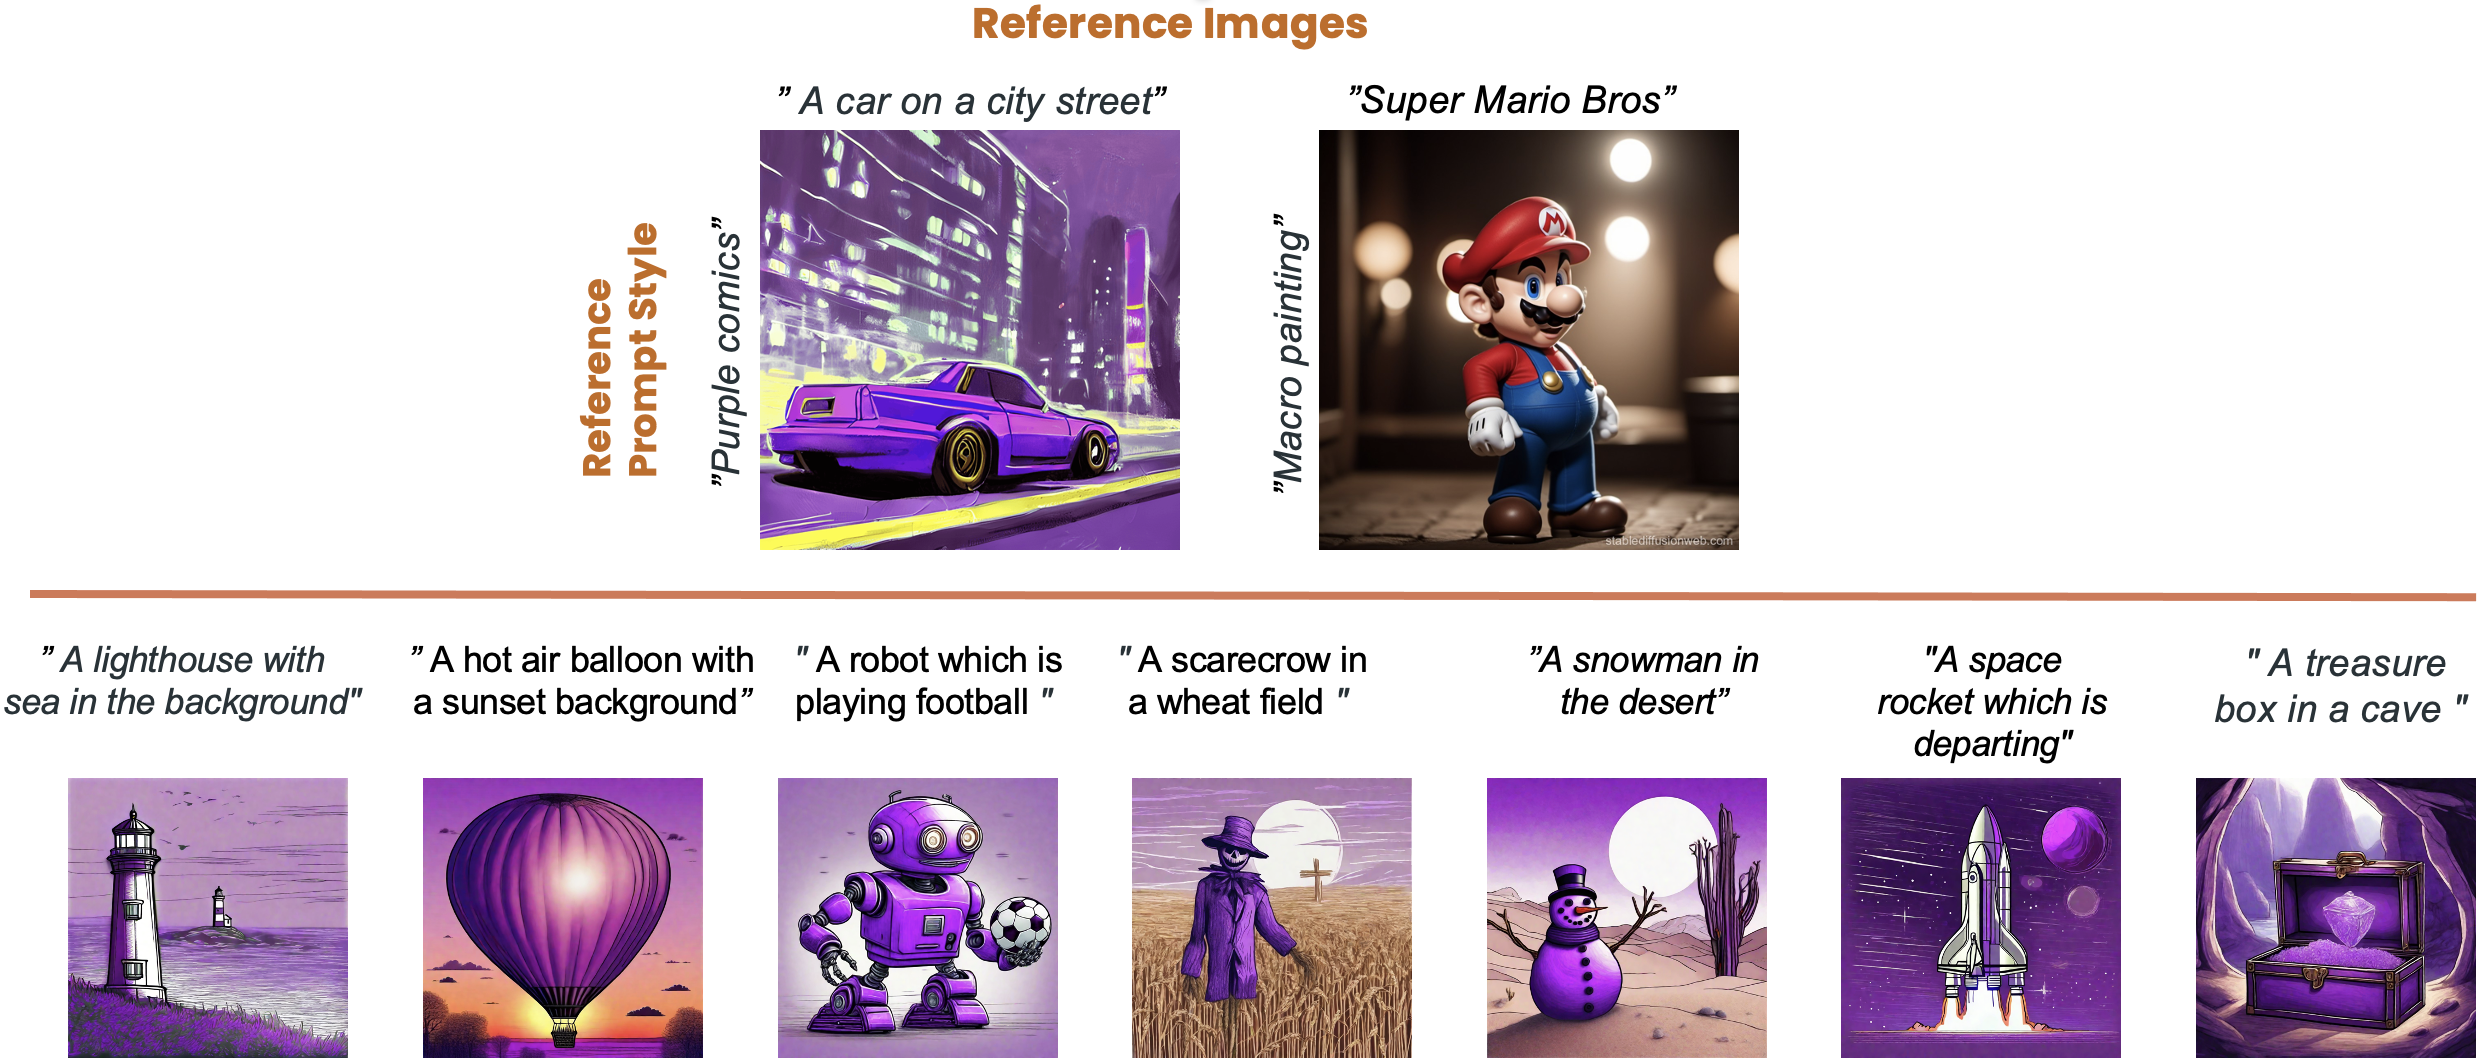 Reference Images
” A car on a city street”
”Super Mario Bros”
Reference
Prompt Style
”Purple comics”
”Macro painting”
M
stablediffusionweb.com
” A lighthouse with
sea in the background"
” A hot air balloon with
a sunset background”
" A robot which is
playing football "
" A scarecrow in
a wheat field "
”A snowman in
the desert”
"A space
rocket which is
departing"
" A treasure
box in a cave "